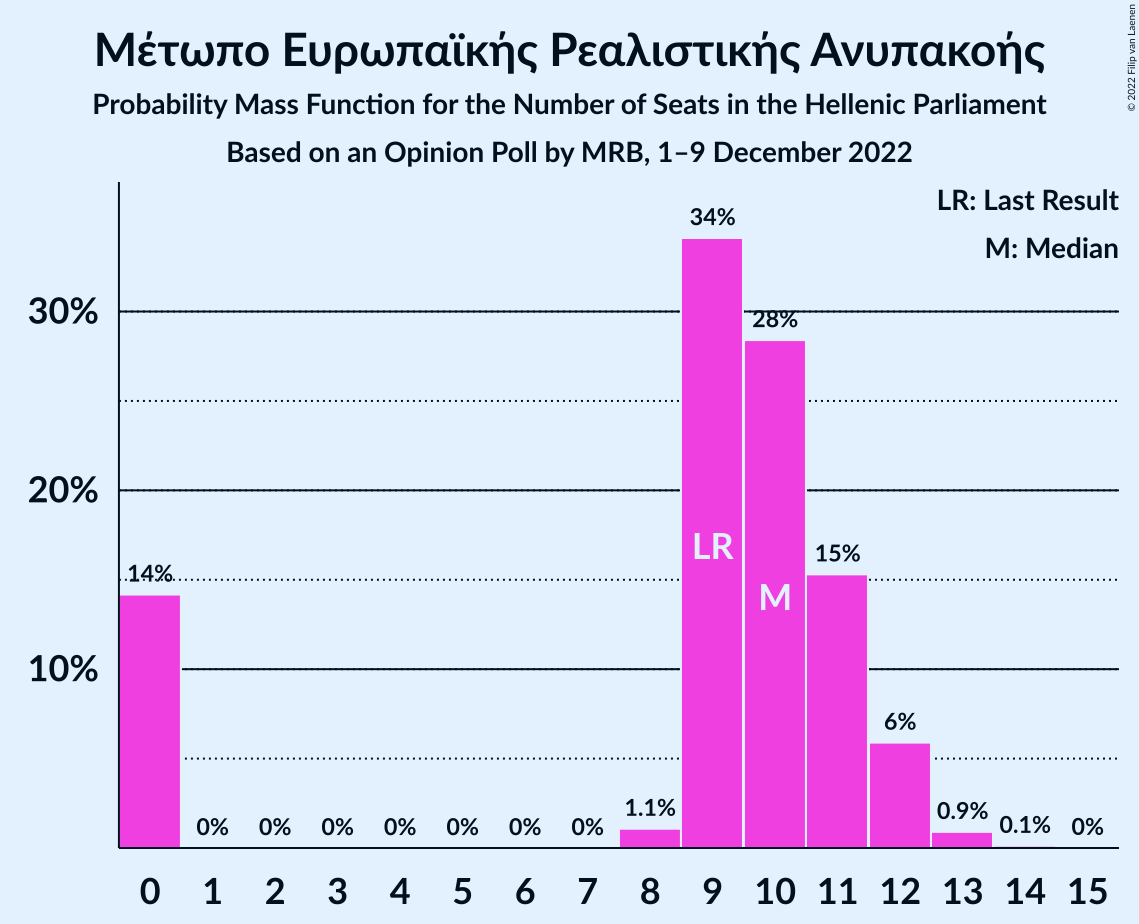 Μέτωπο Ευρωπαϊκής Ρεαλιστικής Ανυπακοής
Probability Mass Function for the Number of Seats in the Hellenic Parliament
Based on an Opinion Poll by MRB, 1–9 December 2022
© 2022 Filip van Laenen
LR: Last Result
M: Median
30%
20%
10%
14%
0%
0%
0%
0%
0%
0%
0%
1.1%
34%
28%
15%
6%
0.9%
0.1%
0%
LR
M
0 1 2 3 4 5 6 7 8 9 10 11 12 13 14 15